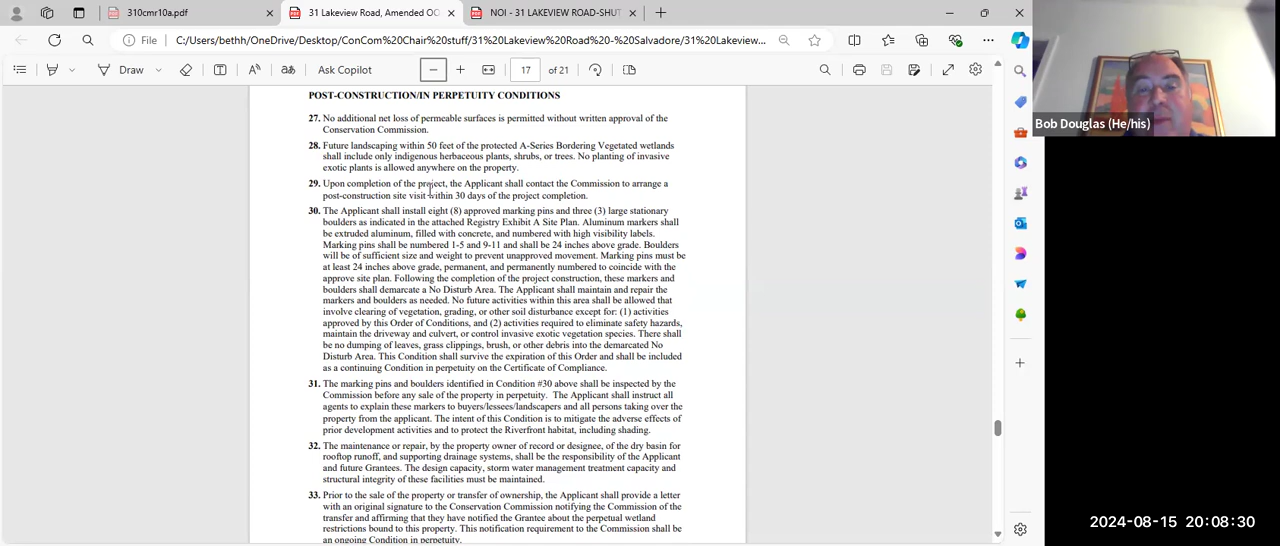 310cmr10a.pdf
31 Lakeview Road, Amended OO
NOI - 31 LAKEVIEW ROAD-SHUT
File
C:/Users/bethh/OneDrive/Desktop/ConCom%20Chair%20stuff/31%20Lakeview%20Road%20-%20Salvadore/31%20Lakeview...
Draw
Ask Copilot
17 of 21
POST-CONSTRUCTION/IN PERPETUITY CONDITIONS
27. No additional net loss of permeable surfaces is permitted without written approval of the
Conservation Commission.
28. Future landscaping within 50 feet of the protected A-Series Bordering Vegetated wetlands
shall include only indigenous herbaceous plants, shrubs, or trees. No planting of invasive
exotic plants is allowed anywhere on the property.
29. Upon completion of the project, the Applicant shall contact the Commission to arrange a
post-construction site visit within 30 days of the project completion.
30. The Applicant shall install eight (8) approved marking pins and three (3) large stationary
boulders as indicated in the attached Registry Exhibit A Site Plan. Aluminum markers shall
be extruded aluminum, filled with concrete, and numbered with high visibility labels.
Marking pins shall be numbered 1-5 and 9-11 and shall be 24 inches above grade. Boulders
will be of sufficient size and weight to prevent unapproved movement. Marking pins must be
at least 24 inches above grade, permanent, and permanently numbered to coincide with the
approve site plan. Following the completion of the project construction, these markers and
boulders shall demarcate a No Disturb Area. The Applicant shall maintain and repair the
markers and boulders as needed. No future activities within this area shall be allowed that
involve clearing of vegetation, grading, or other soil disturbance except for: (1) activities
approved by this Order of Conditions, and (2) activities required to eliminate safety hazards,
maintain the driveway and culvert, or control invasive exotic vegetation species. There shall
be no dumping of leaves, grass clippings, brush, or other debris into the demarcated No
Disturb Area. This Condition shall survive the expiration of this Order and shall be included
as a continuing Condition in perpetuity on the Certificate of Compliance.
31. The marking pins and boulders identified in Condition #30 above shall be inspected by the
Commission before any sale of the property in perpetuity. The Applicant shall instruct all
agents to explain these markers to buyers/lessees/landscapers and all persons taking over the
property from the applicant. The intent of this Condition is to mitigate the adverse effects of
prior development activities and to protect the Riverfront habitat, including shading.
32. The maintenance or repair, by the property owner of record or designee, of the dry basin for
rooftop runoff, and supporting drainage systems, shall be the responsibility of the Applicant
and future Grantees. The design capacity, storm water management treatment capacity and
structural integrity of these facilities must be maintained.
33. Prior to the sale of the property or transfer of ownership, the Applicant shall provide a letter
with an original signature to the Conservation Commission notifying the Commission of the
transfer and affirming that they have notified the Grantee about the perpetual wetland
restrictions bound to this property. This notification requirement to the Commission shall be
an ongoing Condition in perpetuity.
Bob Douglas (He/his)
2024-08-15 20:08:30